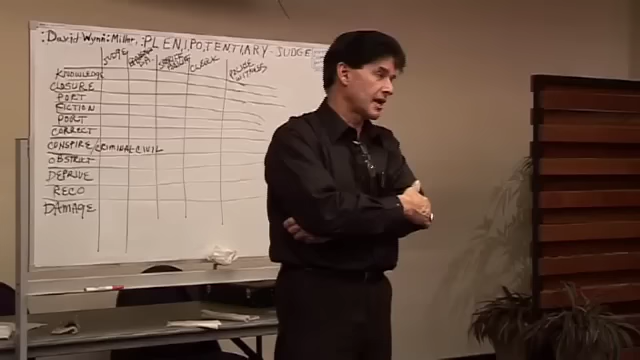 :David Wynn: Miller, :PLENIPOTENTIARY-JUDGE
JUDGE CLERK POLICE WITNESS
KNOWLEDGE
CLOSURE
PORT
FICTION
PORT
CORRECT
CONSPIRE/CRIMINAL CIVIL
OBSTRICT
DEPRIVE
RECO
DAMAGE